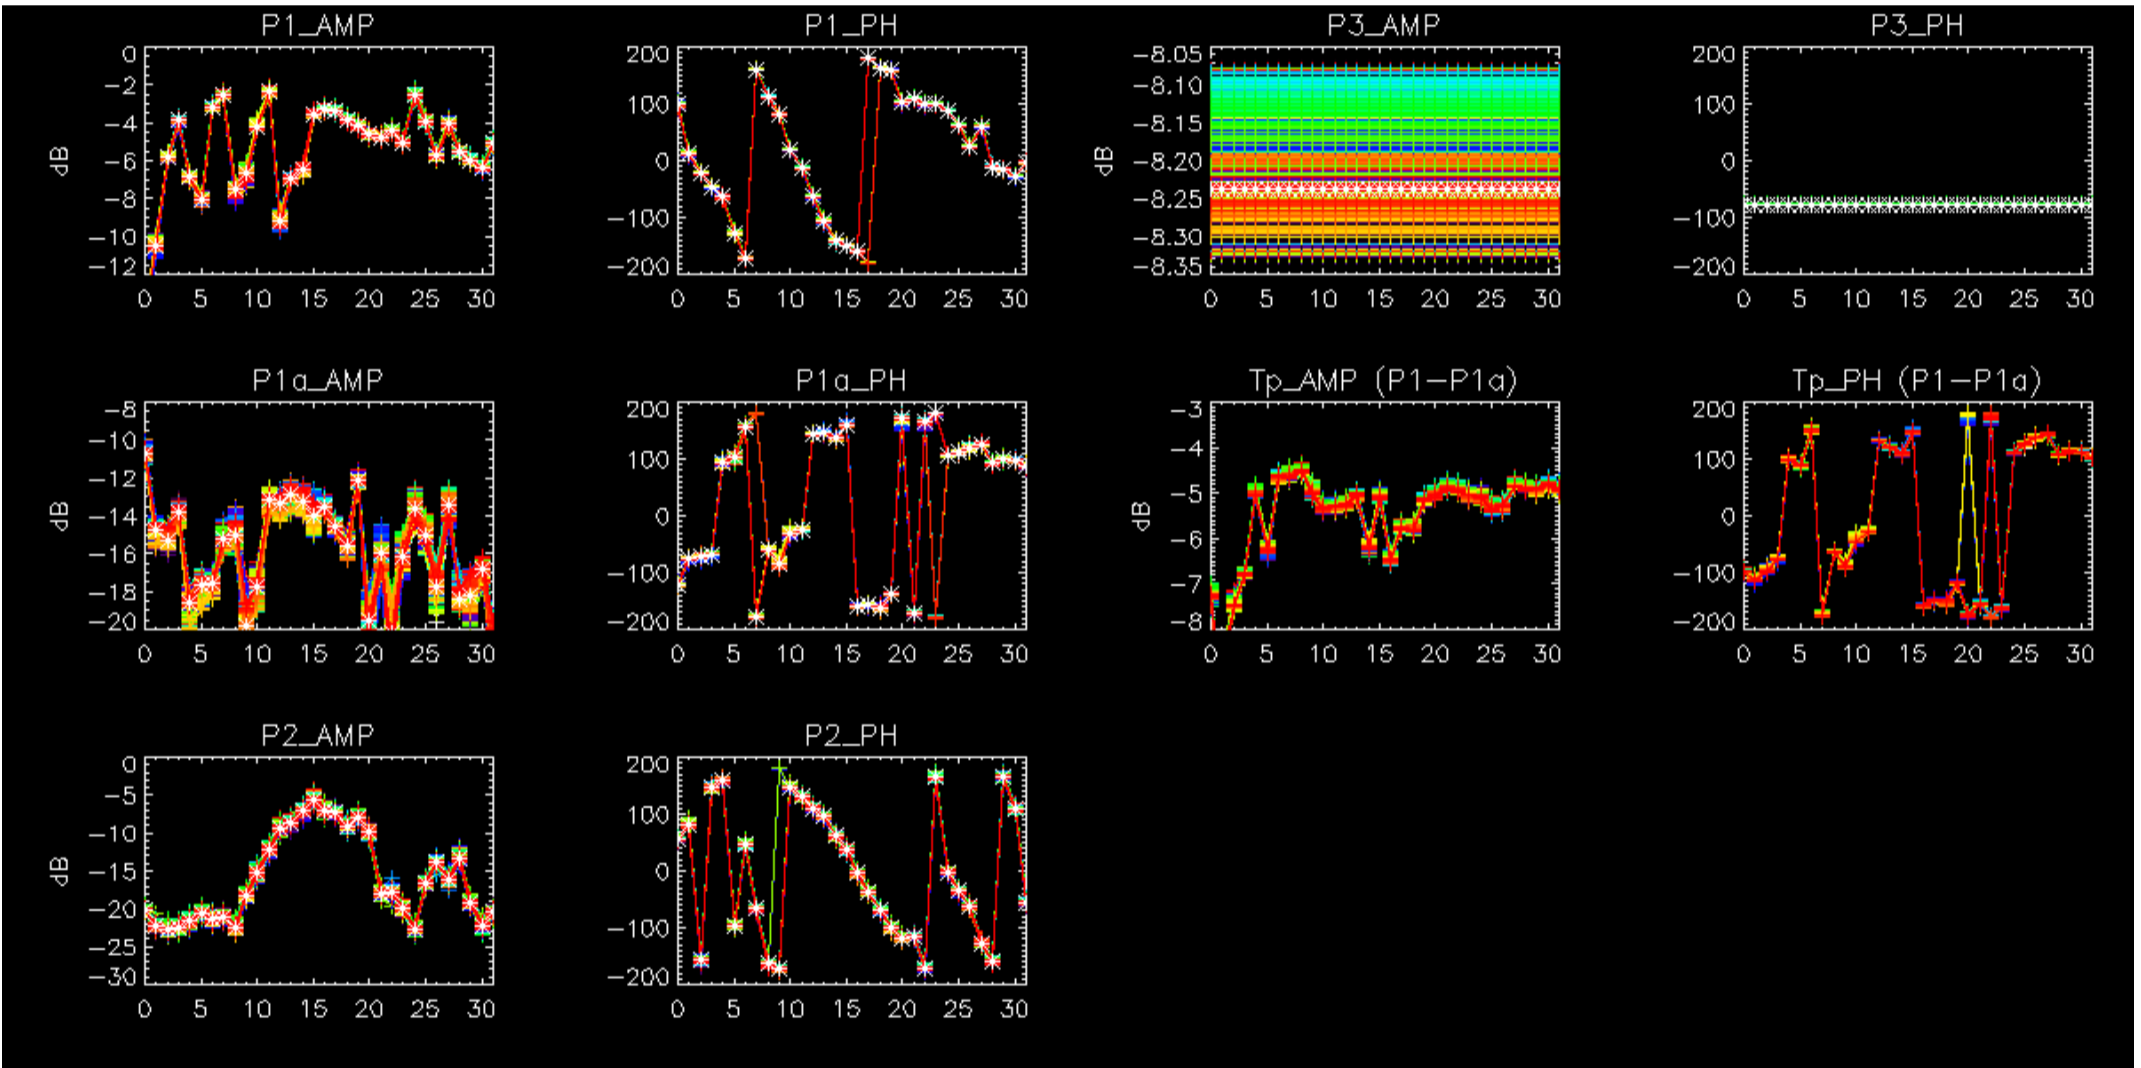 P1_AMP
P1_PH
P3_AMP
P3_PH
0
-2
-4
-6
-8
-10
-12
dB
0 5 10 15 20 25 30
200
100
0
-100
-200
0 5 10 15 20 25 30
-8.05
-8.10
-8.15
-8.20
-8.25
-8.30
-8.35
dB
0 5 10 15 20 25 30
200
100
0
-100
-200
0 5 10 15 20 25 30
P1a_AMP
P1a_PH
Tp_AMP (P1-P1a)
Tp_PH (P1-P1a)
-8
-10
-12
-14
-16
-18
-20
dB
0 5 10 15 20 25 30
200
100
0
-100
-200
0 5 10 15 20 25 30
-3
-4
-5
-6
-7
-8
dB
0 5 10 15 20 25 30
200
100
0
-100
-200
0 5 10 15 20 25 30
P2_AMP
P2_PH
0
-5
-10
-15
-20
-25
-30
dB
0 5 10 15 20 25 30
200
100
0
-100
-200
0 5 10 15 20 25 30